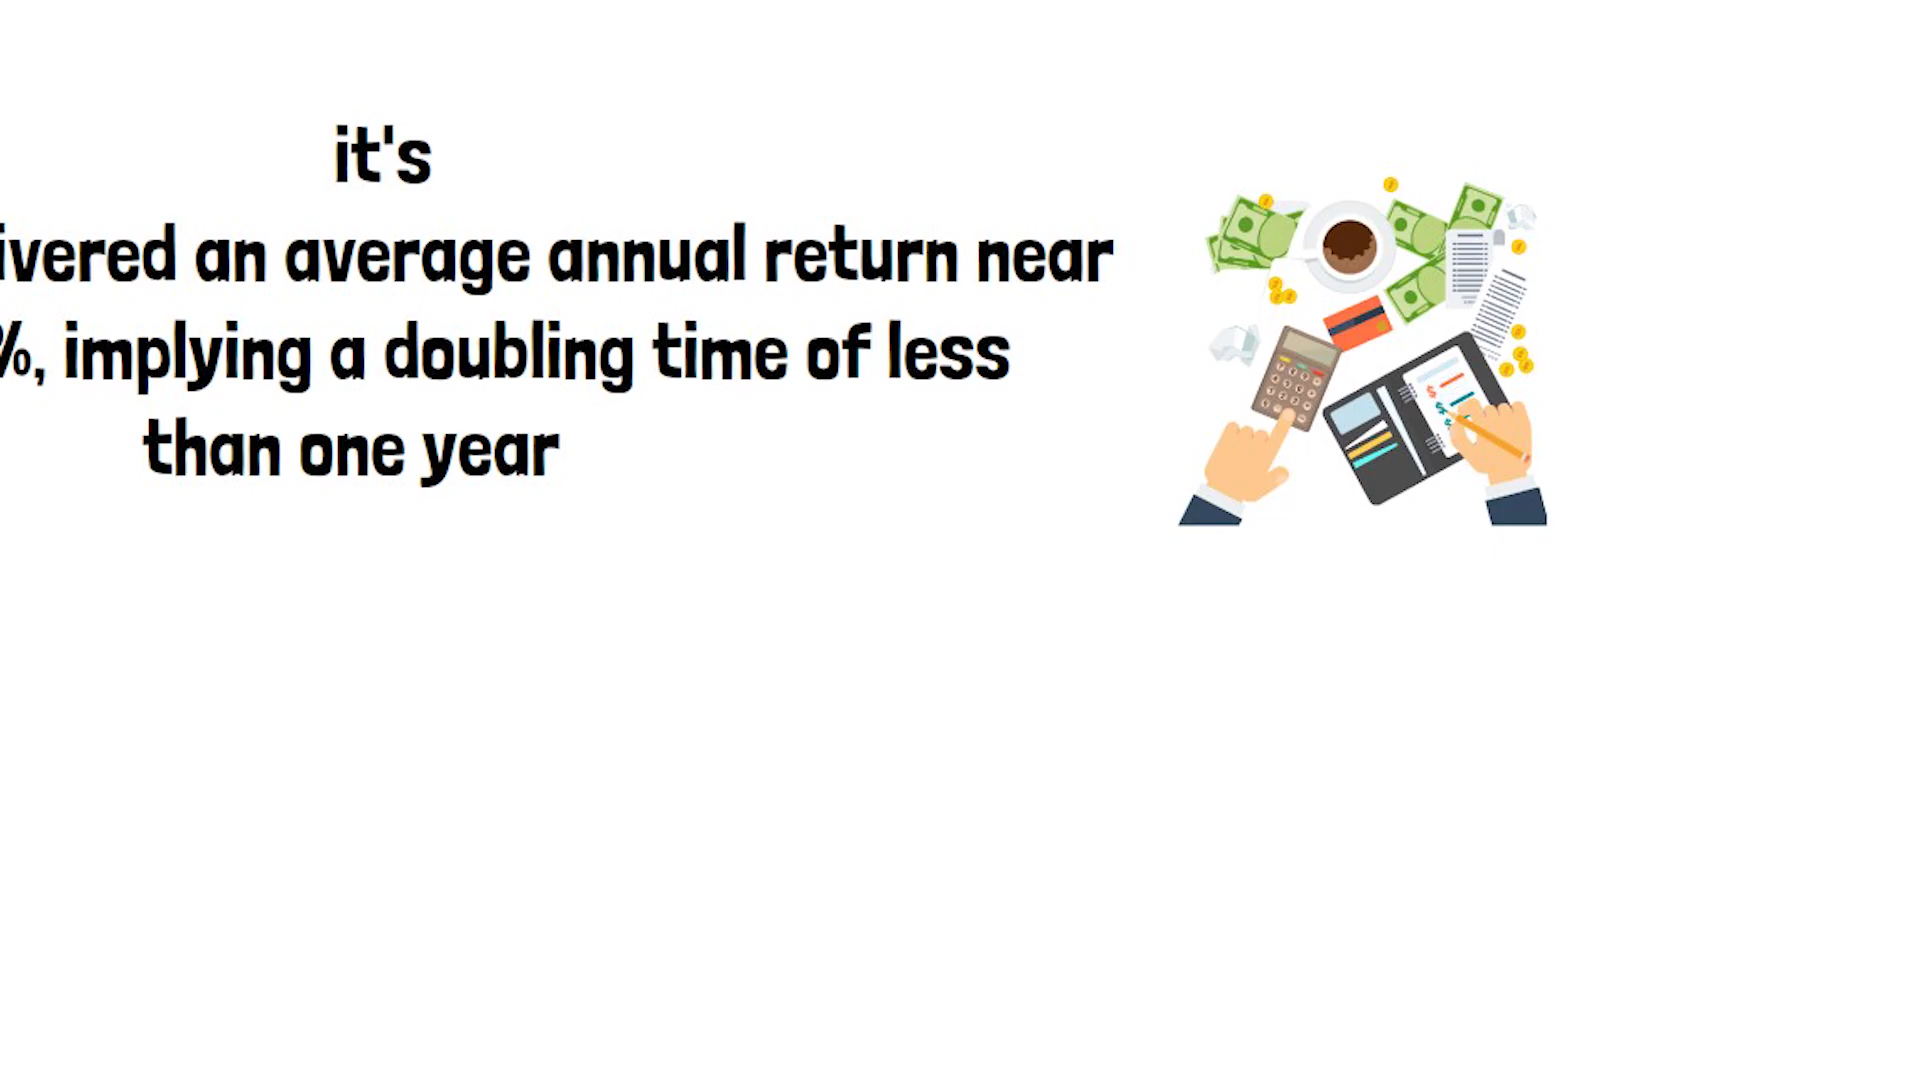 it's
ivered an average annual return near
%, implying a doubling time of less
than one year